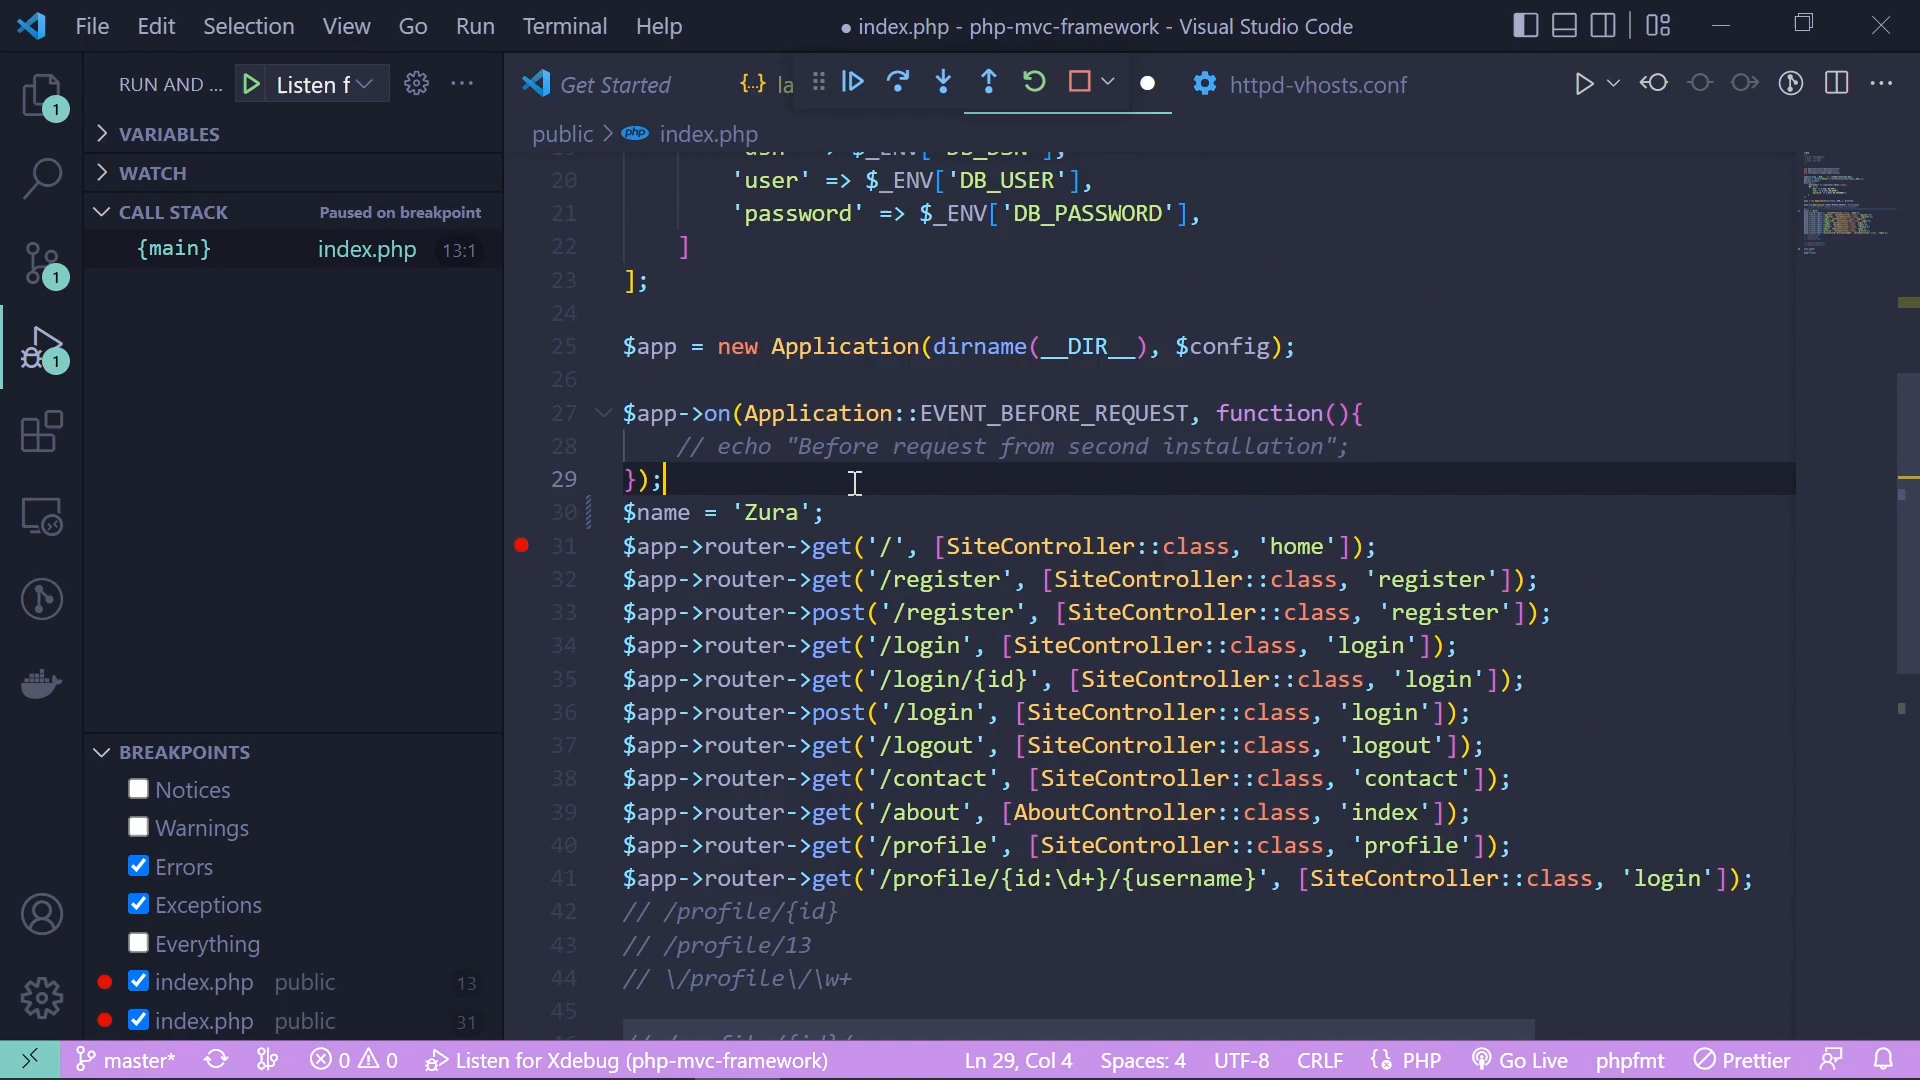 File Edit Selection View Go Run Terminal Help ● index.php - php-mvc-framework - Visual Studio Code
RUN AND ... Listen f
Get Started {..} la httpd-vhosts.conf
VARIABLES
public > php index.php
WATCH
CALL STACK Paused on breakpoint
{main} index.php 13:1
20 'user' => $_ENV['DB_USER'],
21 'password' => $_ENV['DB_PASSWORD'],
22 ]
23 ];
24
25 $app = new Application(dirname(__DIR__), $config);
26
27 $app->on(Application::EVENT_BEFORE_REQUEST, function(){
28 // echo "Before request from second installation";
29 });
30 $name = 'Zura';
31 $app->router->get('/', [SiteController::class, 'home']);
32 $app->router->get('/register', [SiteController::class, 'register']);
33 $app->router->post('/register', [SiteController::class, 'register']);
34 $app->router->get('/login', [SiteController::class, 'login']);
35 $app->router->get('/login/{id}', [SiteController::class, 'login']);
36 $app->router->post('/login', [SiteController::class, 'login']);
37 $app->router->get('/logout', [SiteController::class, 'logout']);
38 $app->router->get('/contact', [SiteController::class, 'contact']);
39 $app->router->get('/about', [AboutController::class, 'index']);
40 $app->router->get('/profile', [SiteController::class, 'profile']);
41 $app->router->get('/profile/{id:\d+}/{username}', [SiteController::class, 'login']);
42 // /profile/{id}
43 // /profile/13
44 // \/profile\/\w+
45
BREAKPOINTS
Notices
Warnings
Errors
Exceptions
Everything
index.php public 13
index.php public 31
1
1
1
master* 0 0 Listen for Xdebug (php-mvc-framework) Ln 29, Col 4 Spaces: 4 UTF-8 CRLF PHP Go Live phpfmt Prettier